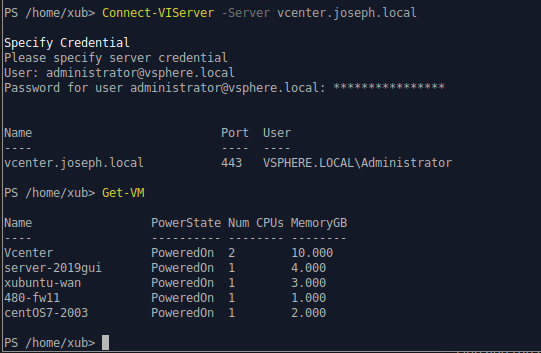 PS /home/xub> Connect-VIServer -Server vcenter.joseph.local
Specify Credential
Please specify server credential
User: administrator@vsphere.local
Password for user administrator@vsphere.local: ****************
Name Port User
---- ---- ----
vcenter.joseph.local 443 VSPHERE.LOCAL\Administrator
PS /home/xub> Get-VM
Name PowerState Num CPUs MemoryGB
---- ---------- -------- --------
Vcenter PoweredOn 2 10.000
server-2019gui PoweredOn 1 4.000
xubuntu-wan PoweredOn 1 3.000
480-fw11 PoweredOn 1 1.000
centOS7-2003 PoweredOn 1 2.000
PS /home/xub>